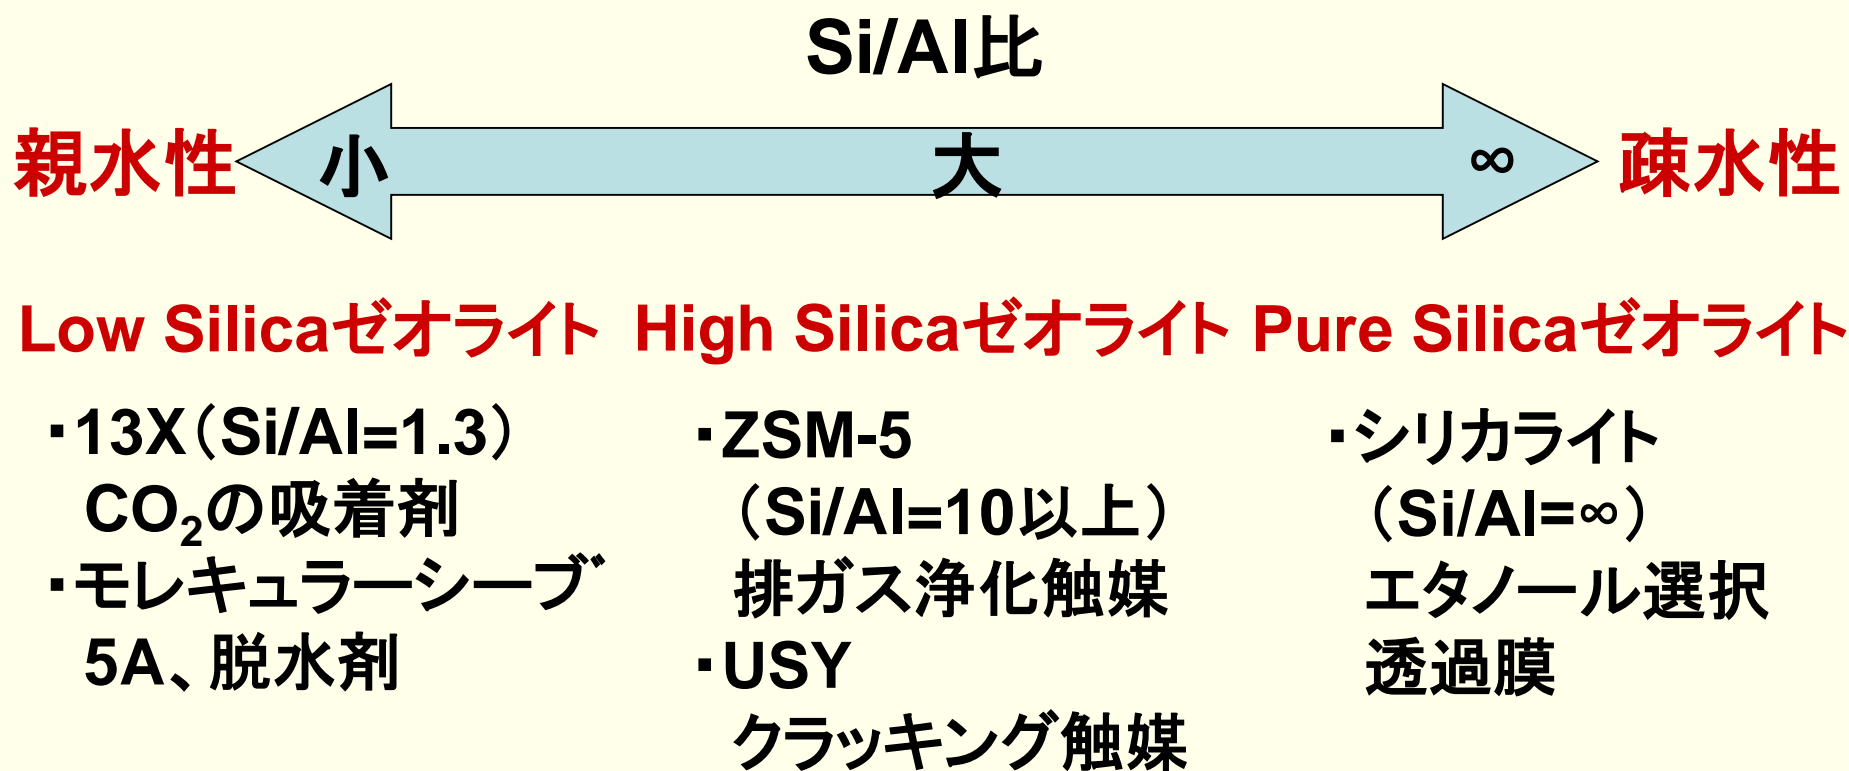 Si/Al比
親水性 小 大 ∞ 疎水性
Low Silicaゼオライト
・13X（Si/Al=1.3）
CO₂の吸着剤
・モレキュラーシーブ
5A、脱水剤
High Silicaゼオライト
・ZSM-5
（Si/Al=10以上）
排ガス浄化触媒
・USY
クラッキング触媒
Pure Silicaゼオライト
・シリカライト
（Si/Al=∞）
エタノール選択
透過膜